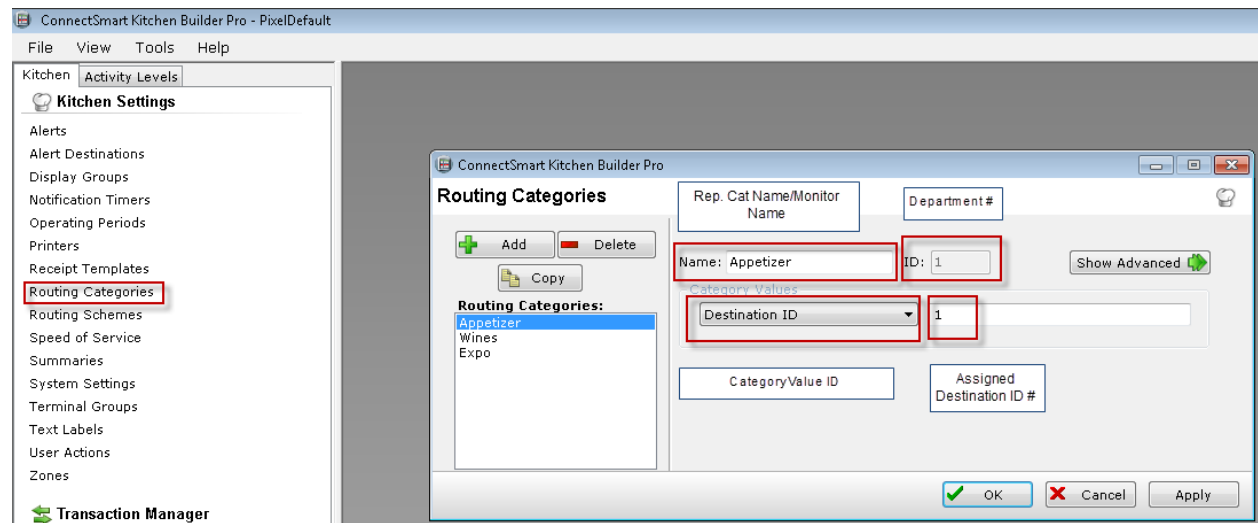 ConnectSmart Kitchen Builder Pro - PixelDefault
File View Tools Help
Kitchen Activity Levels
Kitchen Settings
Alerts
Alert Destinations
Display Groups
Notification Timers
Operating Periods
Printers
Receipt Templates
Routing Categories
Routing Schemes
Speed of Service
Summaries
System Settings
Terminal Groups
Text Labels
User Actions
Zones
Transaction Manager
ConnectSmart Kitchen Builder Pro
Routing Categories
Rep. Cat Name/Monitor
Name
Department #
Add Delete
Copy
Routing Categories:
Appetizer
Wines
Expo
Name: Appetizer ID: 1 Show Advanced
Category Values
Destination ID 1
CategoryValue ID
Assigned
Destination ID #
OK Cancel Apply